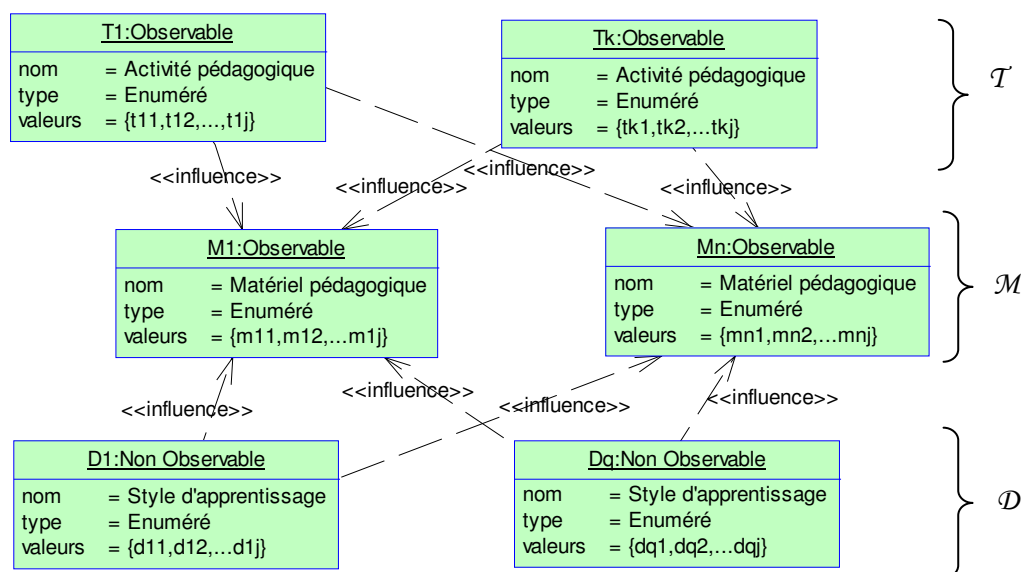 T1:Observable
nom = Activité pédagogique
type = Enuméré
valeurs = {t11,t12,...,t1j}
Tk:Observable
nom = Activité pédagogique
type = Enuméré
valeurs = {tk1,tk2,...tkj}
T
<<influence>>
<<influence>>
<<influence>>
<<influence>>
M1:Observable
nom = Matériel pédagogique
type = Enuméré
valeurs = {m11,m12,...m1j}
Mn:Observable
nom = Matériel pédagogique
type = Enuméré
valeurs = {mn1,mn2,...mnj}
M
<<influence>>
<<influence>>
<<influence>>
<<influence>>
D1:Non Observable
nom = Style d'apprentissage
type = Enuméré
valeurs = {d11,d12,...d1j}
Dq:Non Observable
nom = Style d'apprentissage
type = Enuméré
valeurs = {dq1,dq2...dqj}
D